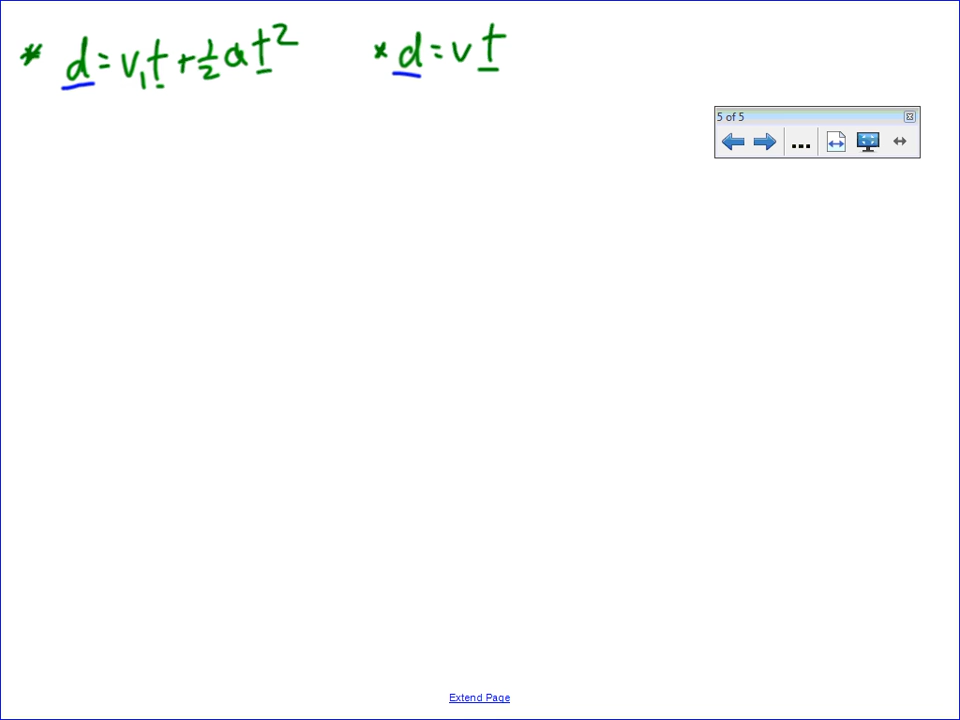 * d = v₁t + ½at² * d = vt
5 of 5
...
Extend Page